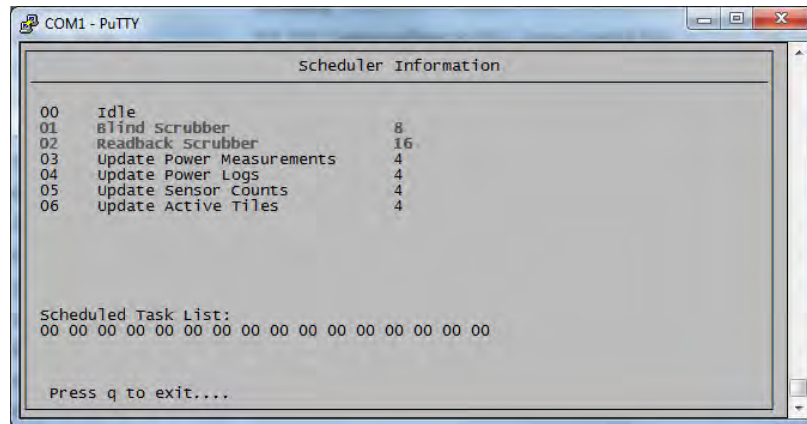 COM1 - PuTTY
Scheduler Information
00 Idle
01 Blind Scrubber 8
02 Readback Scrubber 16
03 Update Power Measurements 4
04 Update Power Logs 4
05 Update Sensor Counts 4
06 Update Active Tiles 4
Scheduled Task List:
00 00 00 00 00 00 00 00 00 00 00 00 00 00 00 00
Press q to exit....